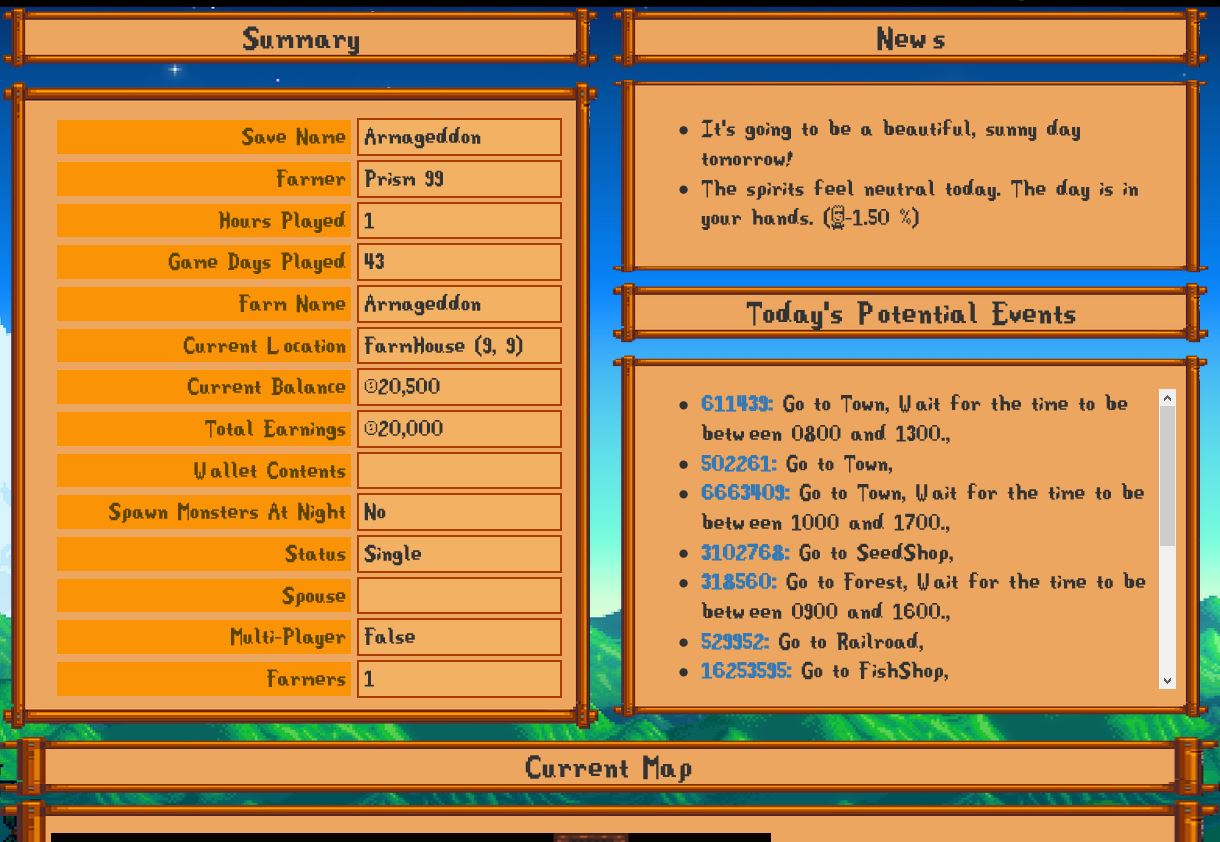 Summary
Save Name Armageddon
Farmer Prism 99
Hours Played 1
Game Days Played 43
Farm Name Armageddon
Current Location FarmHouse (9, 9)
Current Balance 20,500
Total Earnings 20,000
Wallet Contents
Spawn Monsters At Night No
Status Single
Spouse
Multi-Player False
Farmers 1
News
• It's going to be a beautiful, sunny day
tomorrow!
• The spirits feel neutral today. The day is in
your hands. (-1.50 %)
Today's Potential Events
• 611439: Go to Town, Wait for the time to be
between 0800 and 1300.,
• 502261: Go to Town,
• 6663409: Go to Town, Wait for the time to be
between 1000 and 1700.,
• 3102768: Go to SeedShop,
• 318560: Go to Forest, Wait for the time to be
between 0900 and 1600.,
• 529952: Go to Railroad,
• 16253595: Go to FishShop,
Current Map